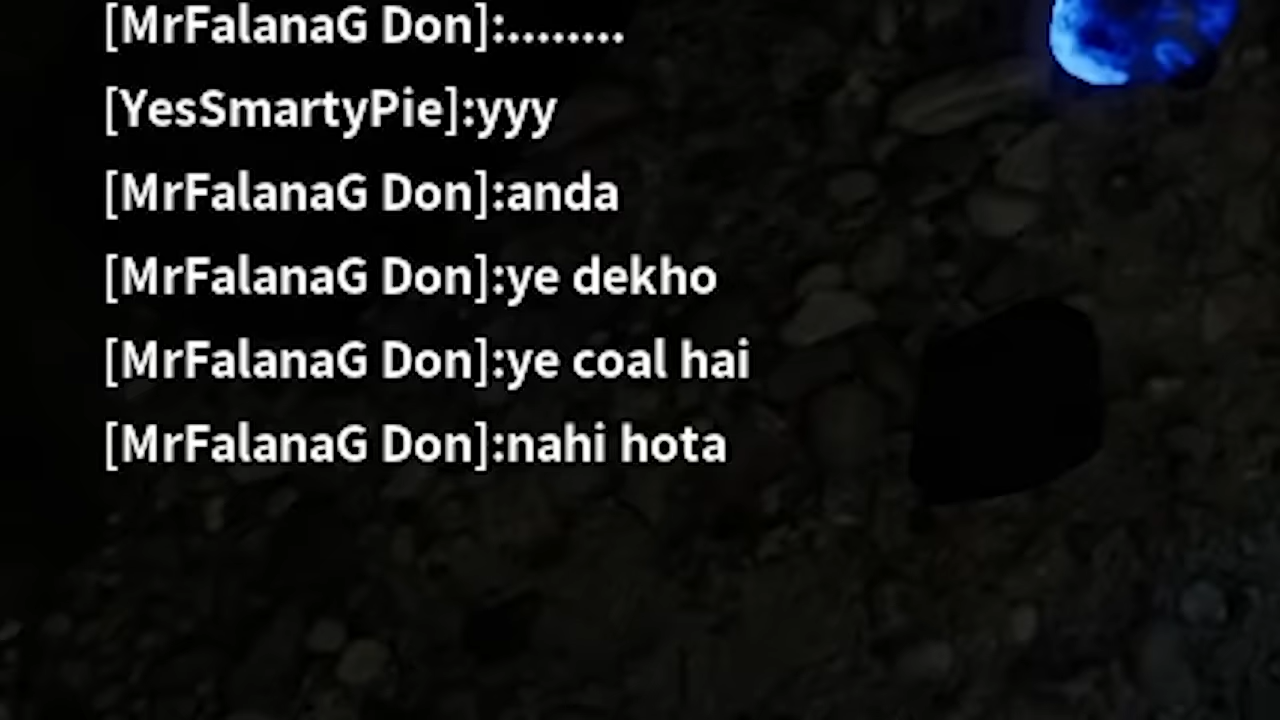 [MrFalanaG Don]:........
[YesSmartyPie]:yyy
[MrFalanaG Don]:anda
[MrFalanaG Don]:ye dekho
[MrFalanaG Don]:ye coal hai
[MrFalanaG Don]:nahi hota